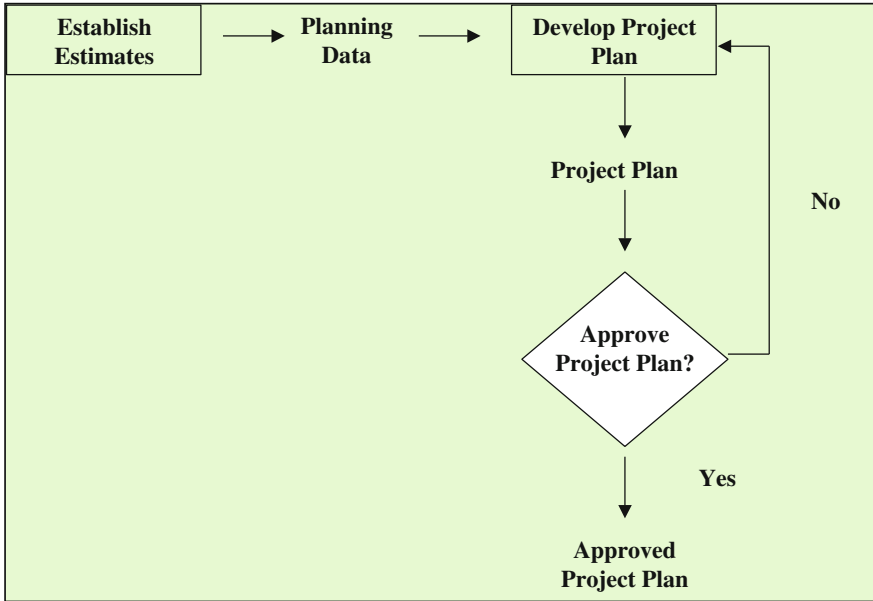 Establish
Estimates
Planning
Data
Develop Project
Plan
Project Plan
No
Approve
Project Plan?
Yes
Approved
Project Plan